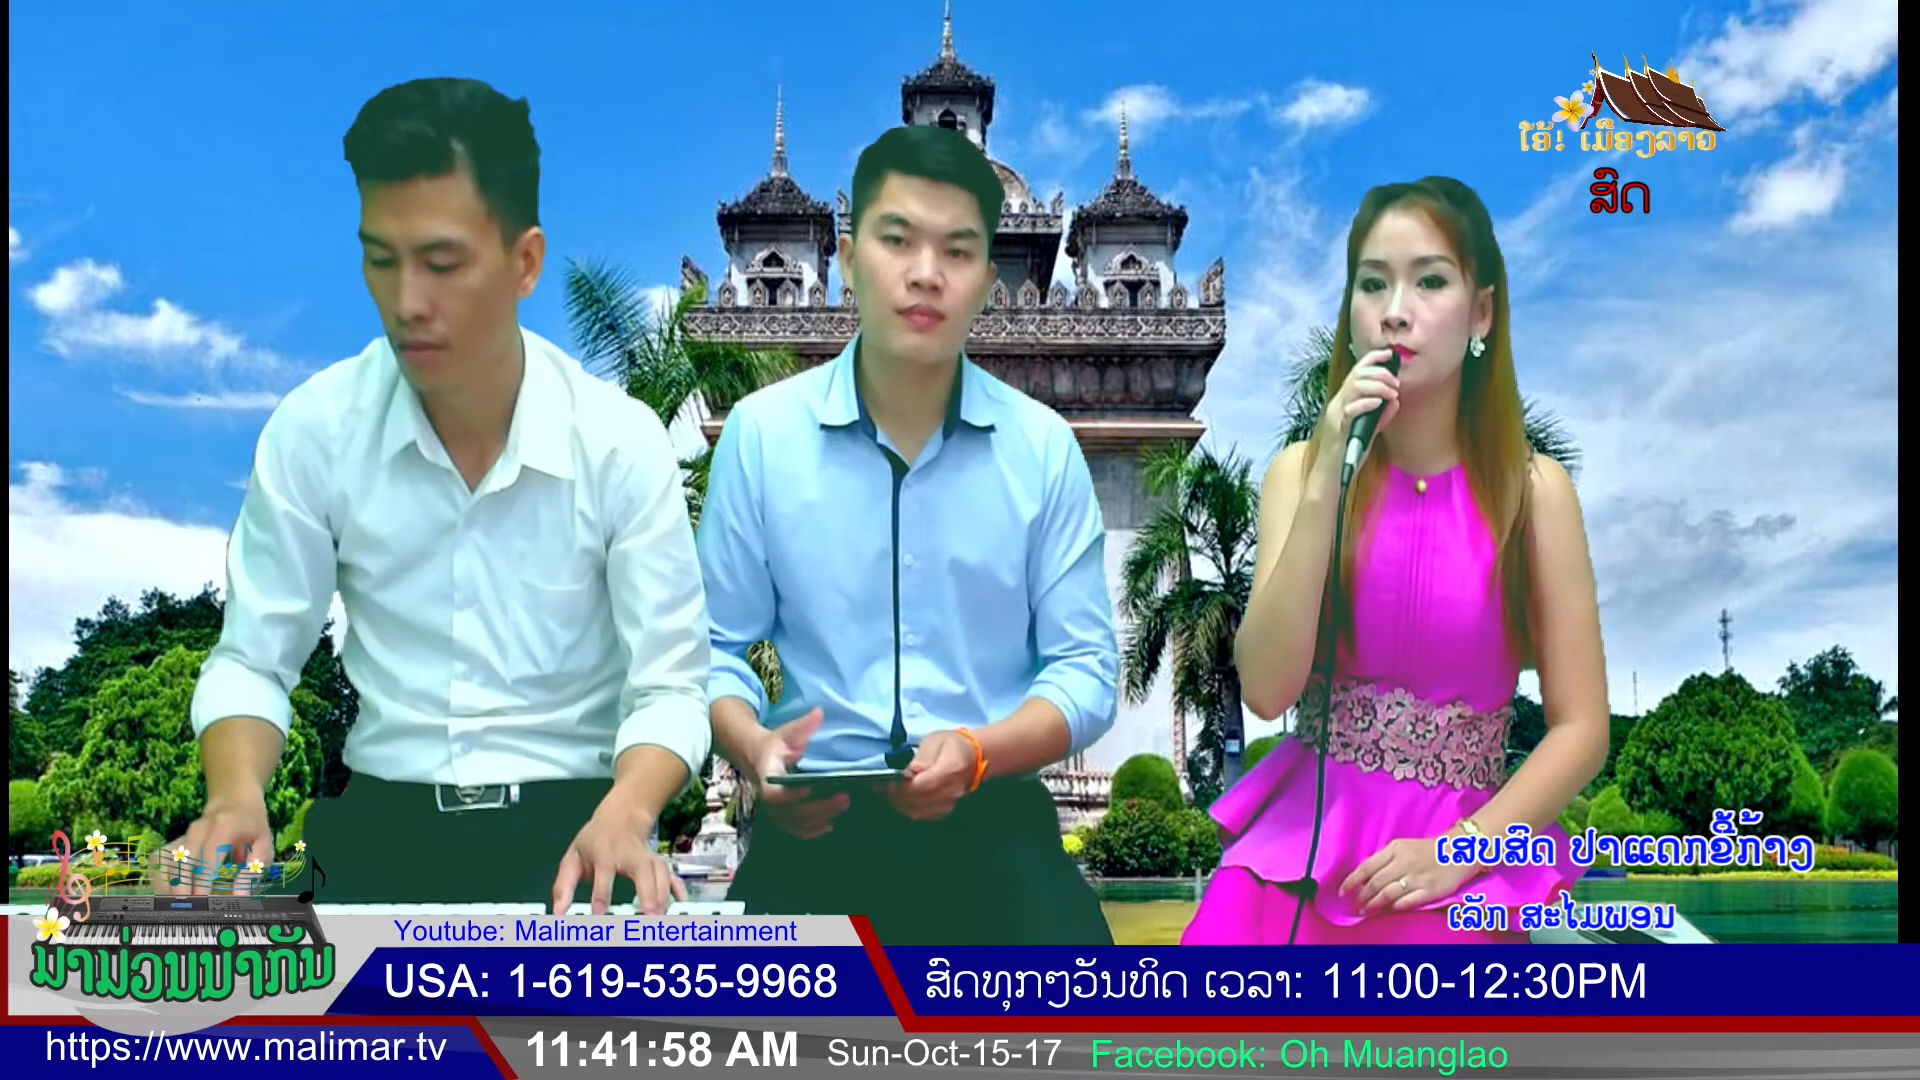 ໂອ້! ເມືອງລາວ
ສົດ
ເສບສົດ ປາແດກຂີ້ກ້າງ
ເລັກ ສະໄມພອນ
ມາມ່ວນນຳກັນ
Youtube: Malimar Entertainment
USA: 1-619-535-9968
ສົດທຸກໆວັນທິດ ເວລາ: 11:00-12:30PM
https://www.malimar.tv
11:41:58 AM Sun-Oct-15-17 Facebook: Oh Muanglao